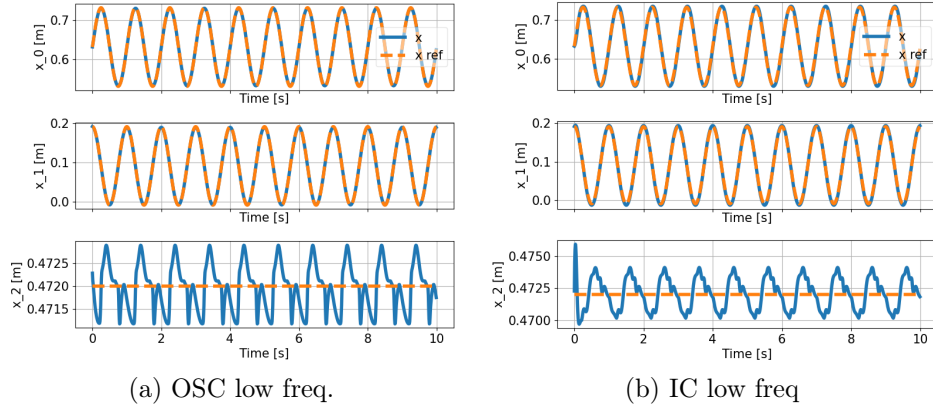 0.7
0.6
x_0 [m]
x
x ref
Time [s]
0.2
0.1
0.0
x_1 [m]
Time [s]
0.4725
0.4720
0.4715
x_2 [m]
0 2 4 6 8 10
Time [s]
(a) OSC low freq.
0.7
0.6
x_0 [m]
x
x ref
Time [s]
0.2
0.1
0.0
x_1 [m]
Time [s]
0.4750
0.4725
0.4700
x_2 [m]
0 2 4 6 8 10
Time [s]
(b) IC low freq